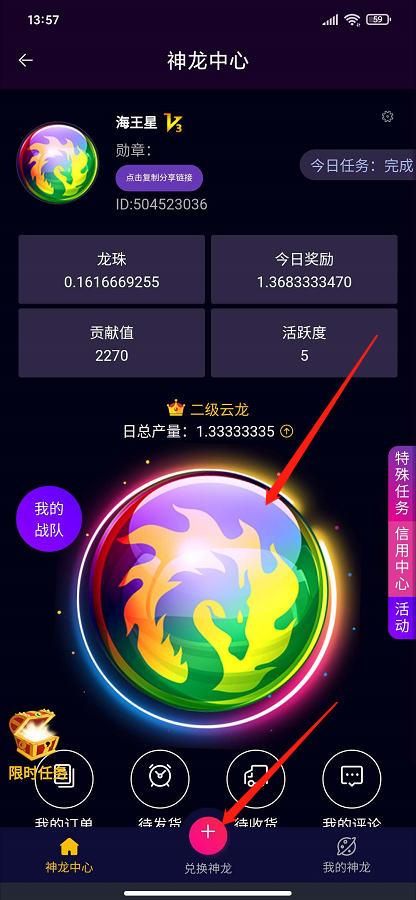 13:57
59
神龙中心
海王星 V3
勋章：
点击复制分享链接
ID:504523036
今日任务：完成
龙珠
0.1616669255
今日奖励
1.3683333470
贡献值
2270
活跃度
5
二级云龙
日总产量：1.33333335
我的
战队
特殊任务
信用中心
活动
限时任务
我的订单
待发货
待收货
我的评论
神龙中心
兑换神龙
我的神龙